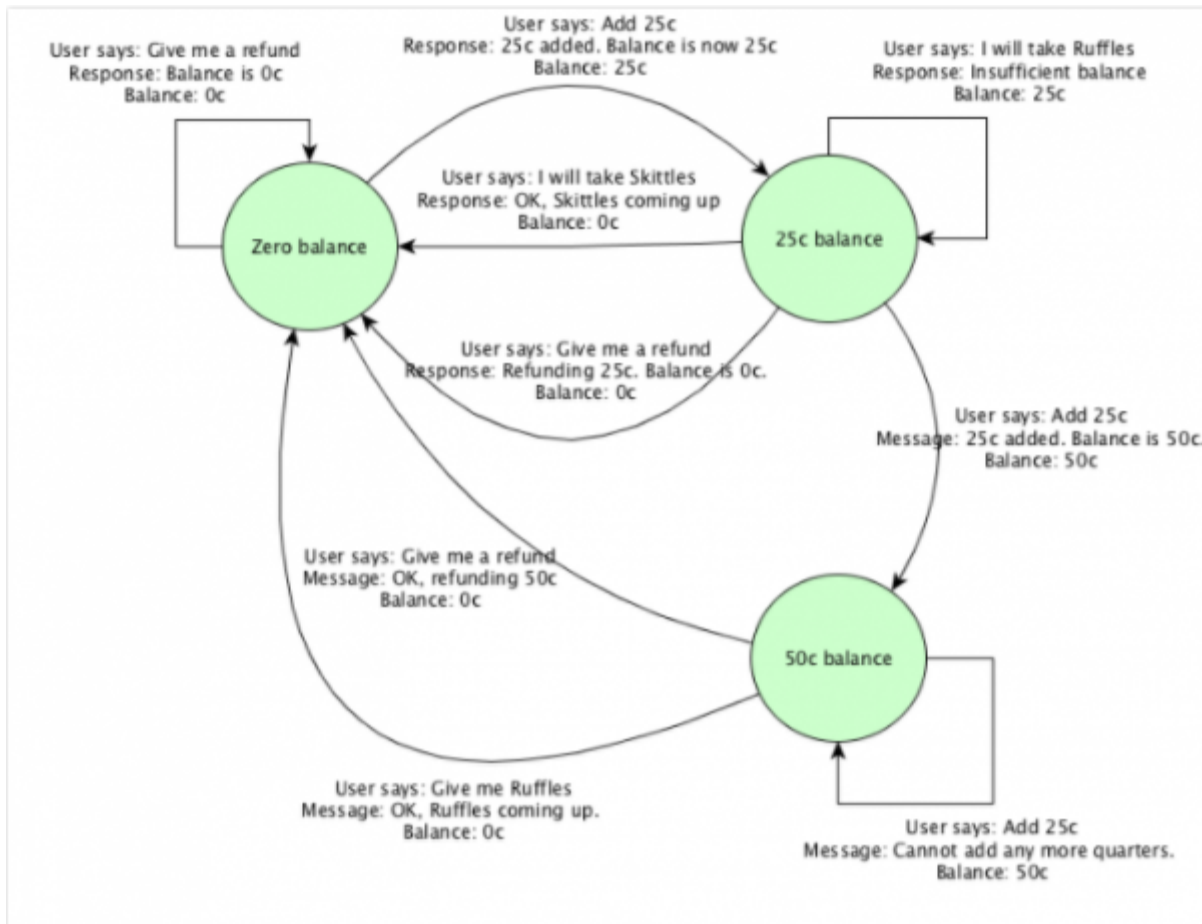 User says: Add 25c
Response: 25c added. Balance is now 25c
Balance: 25c
User says: Give me a refund
Response: Balance is 0c
Balance: 0c
User says: I will take Ruffles
Response: Insufficient balance
Balance: 25c
User says: I will take Skittles
Response: OK, Skittles coming up
Balance: 0c
Zero balance
25c balance
User says: Give me a refund
Response: Refunding 25c. Balance is 0c.
Balance: 0c
User says: Add 25c
Message: 25c added. Balance is 50c.
Balance: 50c
User says: Give me a refund
Message: OK, refunding 50c
Balance: 0c
50c balance
User says: Give me Ruffles
Message: OK, Ruffles coming up.
Balance: 0c
User says: Add 25c
Message: Cannot add any more quarters.
Balance: 50c